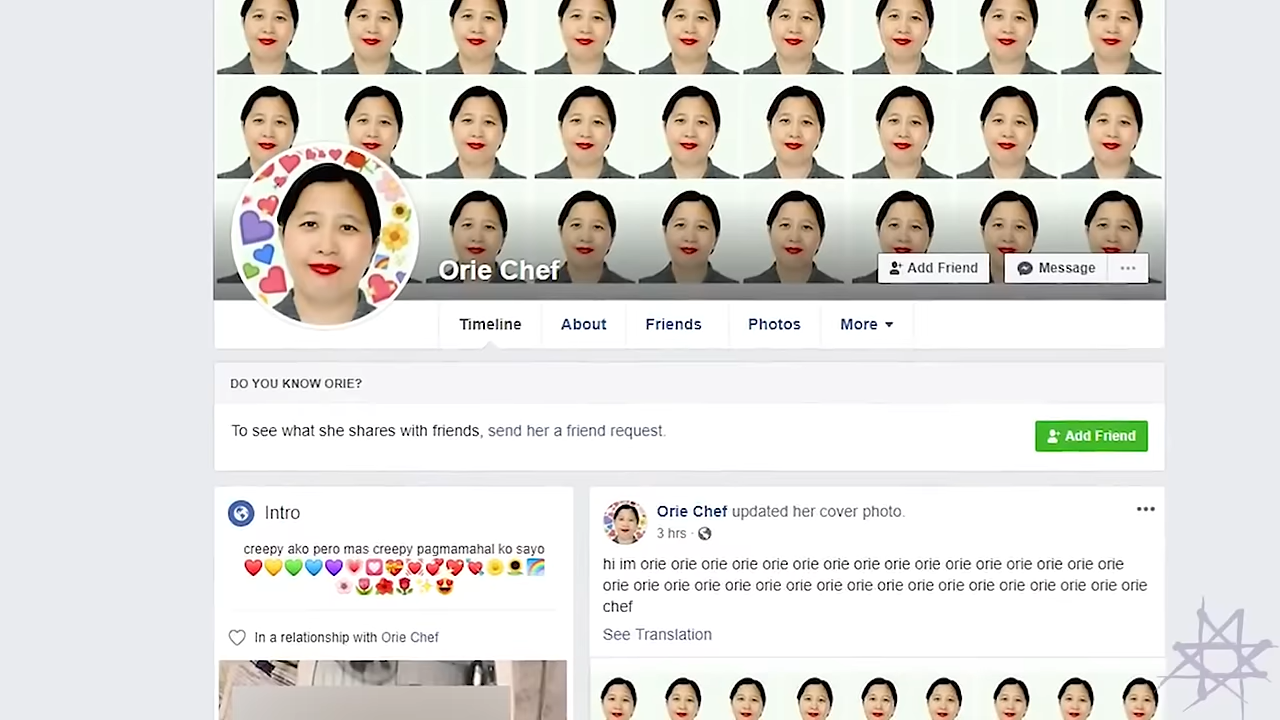 Orie Chef
Add Friend
Message
Timeline
About
Friends
Photos
More
DO YOU KNOW ORIE?
To see what she shares with friends, send her a friend request.
Add Friend
Intro
creepy ako pero mas creepy pagmamahal ko sayo
In a relationship with Orie Chef
Orie Chef updated her cover photo.
3 hrs ·
hi im orie orie orie orie orie orie orie orie orie orie orie orie orie orie orie orie
orie orie orie orie orie orie orie orie orie orie orie orie orie orie orie orie orie orie
chef
See Translation